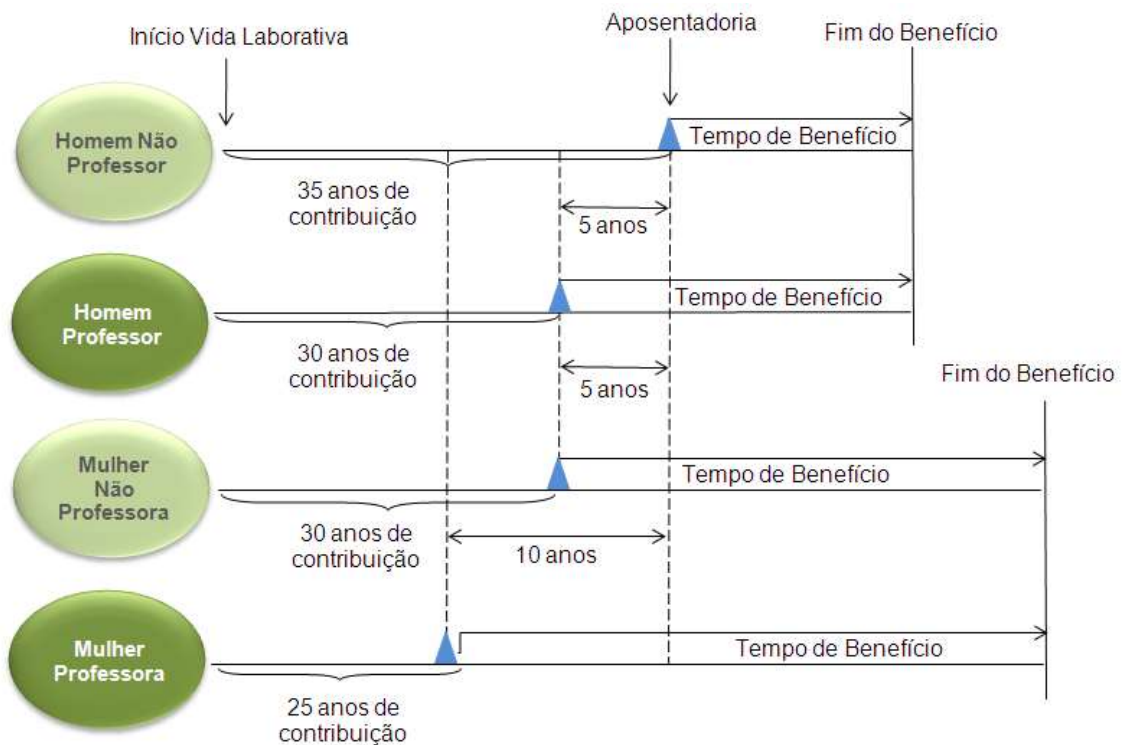 Início Vida Laborativa
Aposentadoria
Fim do Benefício
Homem Não
Professor
Tempo de Benefício
35 anos de
contribuição
5 anos
Homem
Professor
Tempo de Benefício
30 anos de
contribuição
5 anos
Fim do Benefício
Mulher
Não
Professora
Tempo de Benefício
30 anos de
contribuição
10 anos
Mulher
Professora
Tempo de Benefício
25 anos de
contribuição